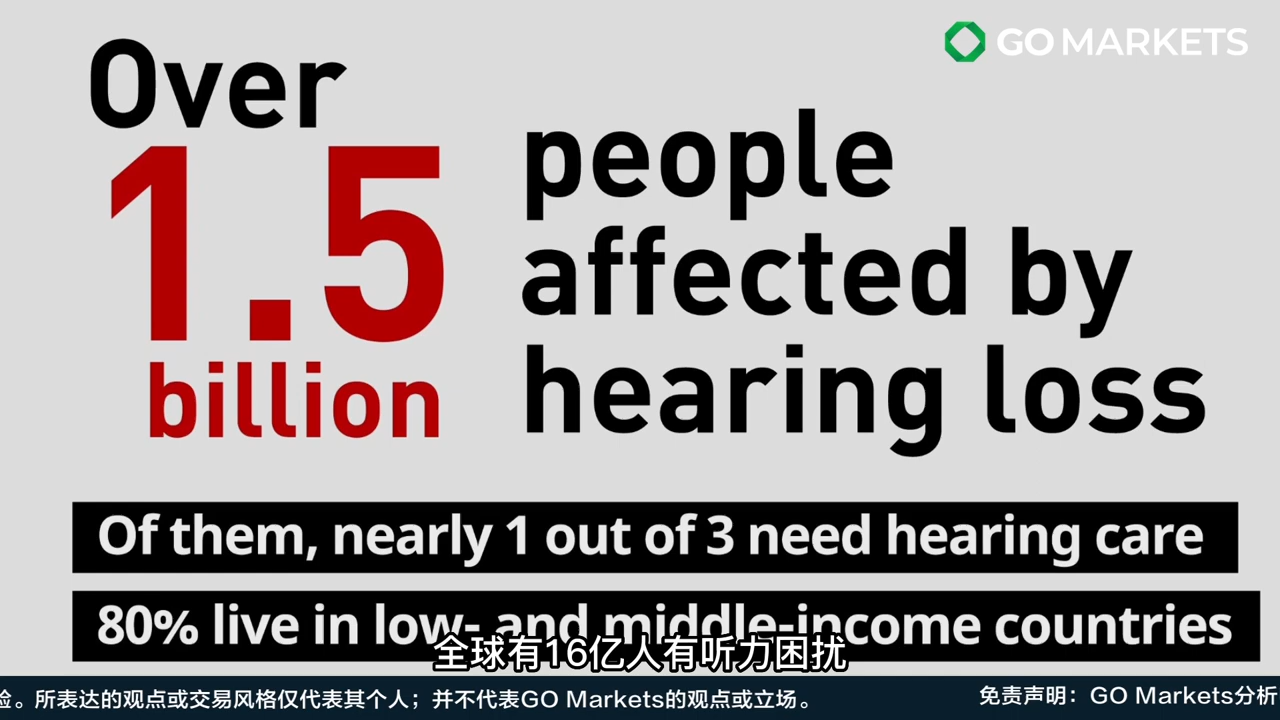 GO MARKETS
Over
1.5
billion
people
affected by
hearing loss
Of them, nearly 1 out of 3 need hearing care
80% live in low- and middle-income countries
全球有16亿人有听力困扰
险。所表达的观点或交易风格仅代表其个人；并不代表GO Markets的观点或立场。
免责声明：GO Markets分析